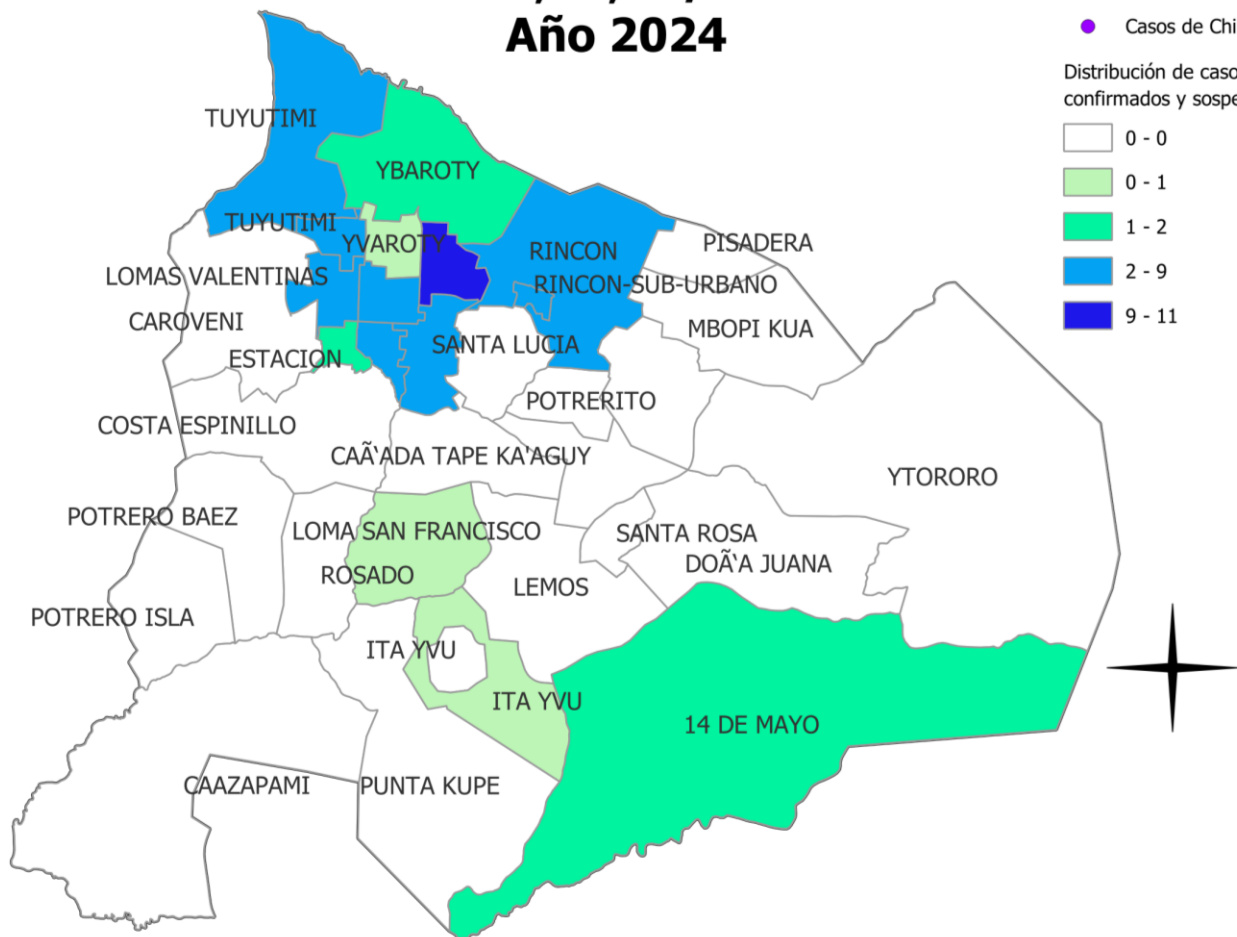 Año 2024
Casos de Chi
Distribución de caso
confirmados y sospe
0 - 0
0 - 1
1 - 2
2 - 9
9 - 11
TUYUTIMI
YBAROTY
TUYUTIMI
YVAROTY
RINCON
PISADERA
LOMAS VALENTINAS
RINCON-SUB-URBANO
CAROVENI
MBOPI KUA
ESTACION
SANTA LUCIA
POTRERITO
COSTA ESPINILLO
CAÃ‘ADA TAPE KA'AGUY
YTORORO
POTRERO BAEZ
LOMA SAN FRANCISCO
SANTA ROSA
DOÃ‘A JUANA
ROSADO
LEMOS
POTRERO ISLA
ITA YVU
ITA YVU
14 DE MAYO
CAAZAPAMI
PUNTA KUPE